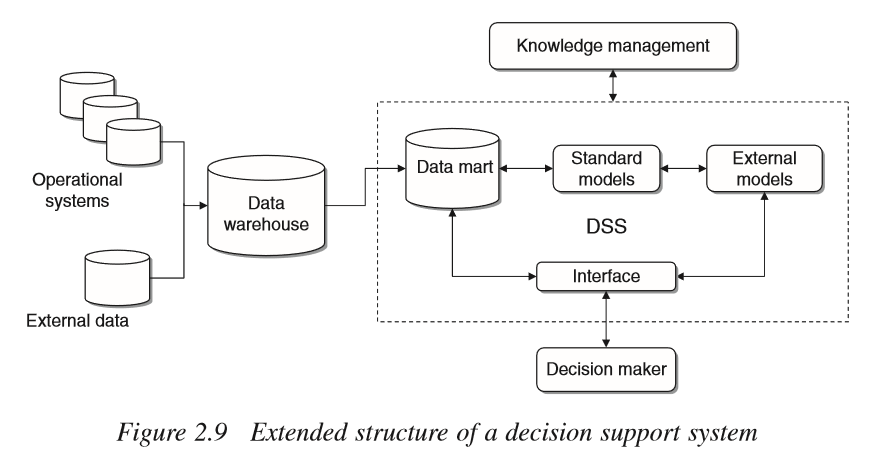 Knowledge management
Operational
systems
Data
warehouse
External data
Data mart
Standard
models
External
models
DSS
Interface
Decision maker
Figure 2.9 Extended structure of a decision support system